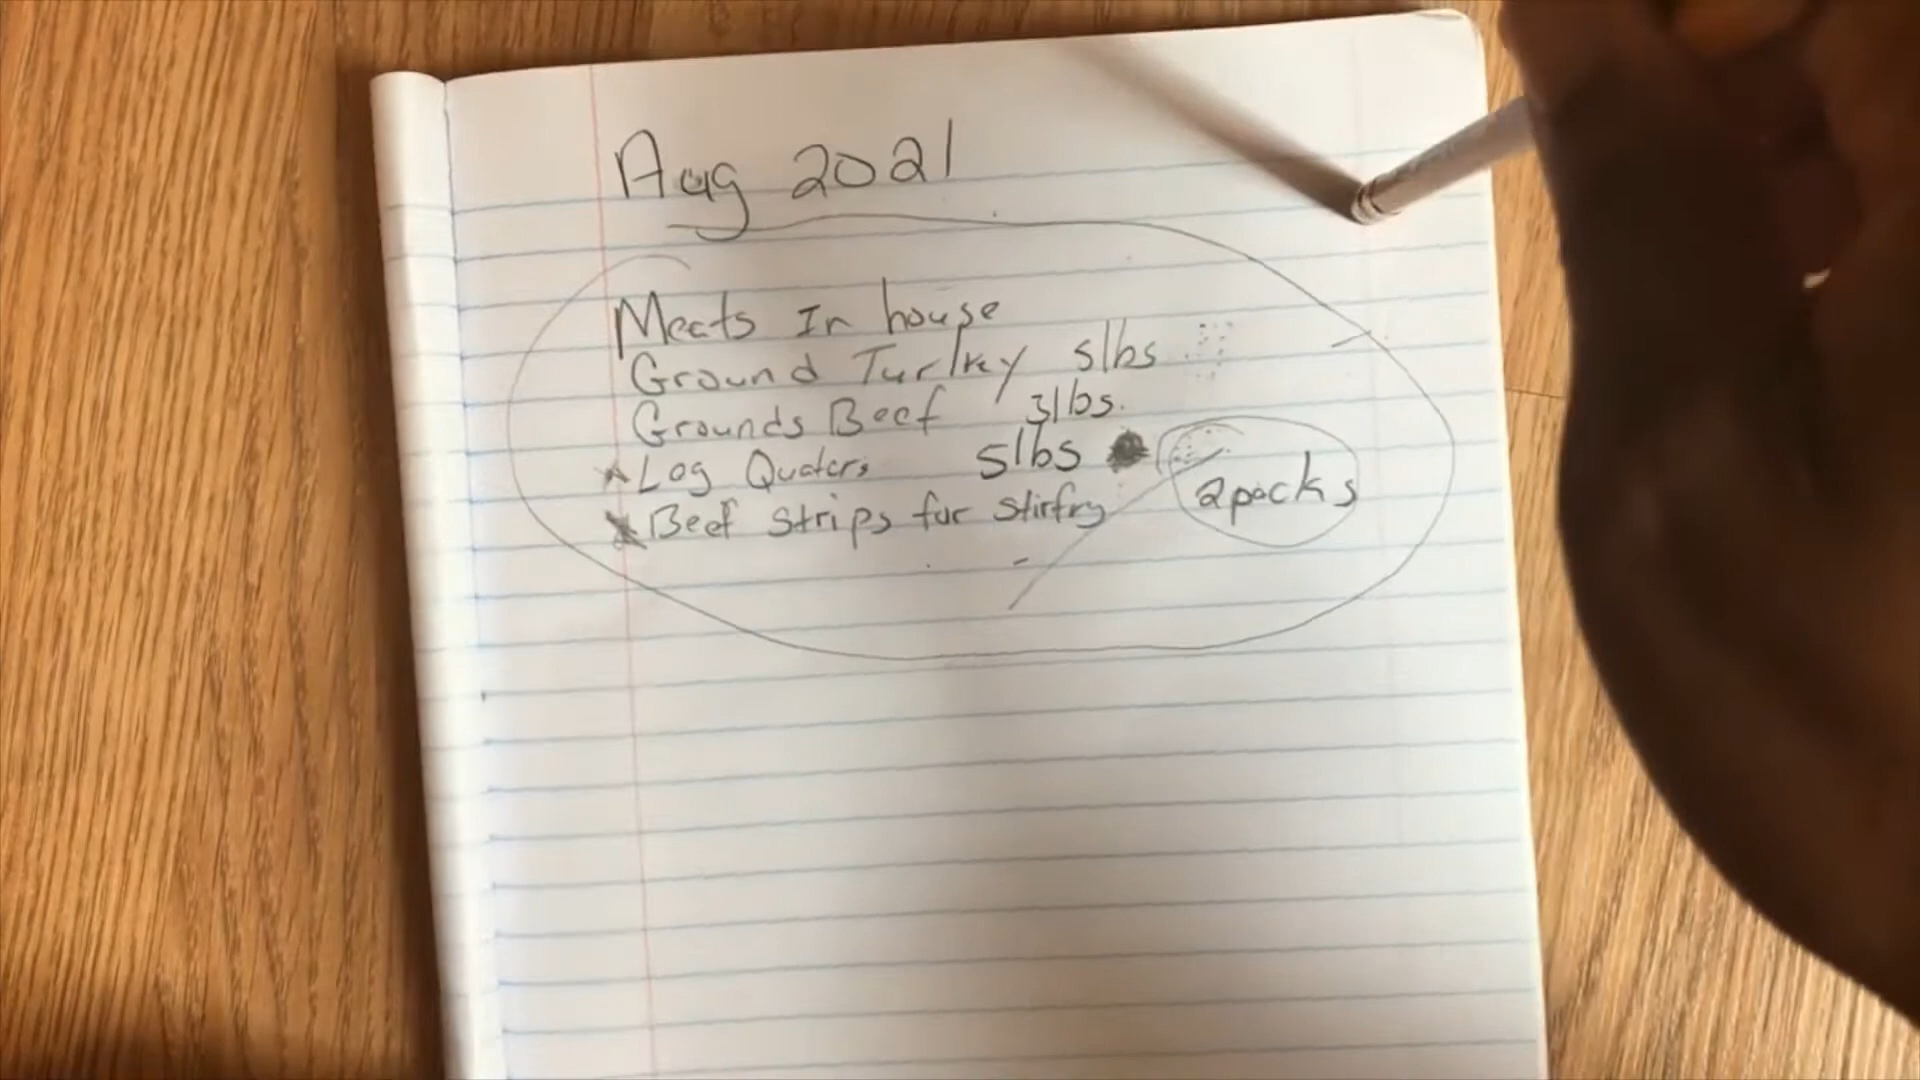 Aug 2021
Meats In house
Ground Turkey 5lbs
Grounds Beef 3lbs.
Log Quaters 5lbs
Beef Strips for Stirfry 2packs